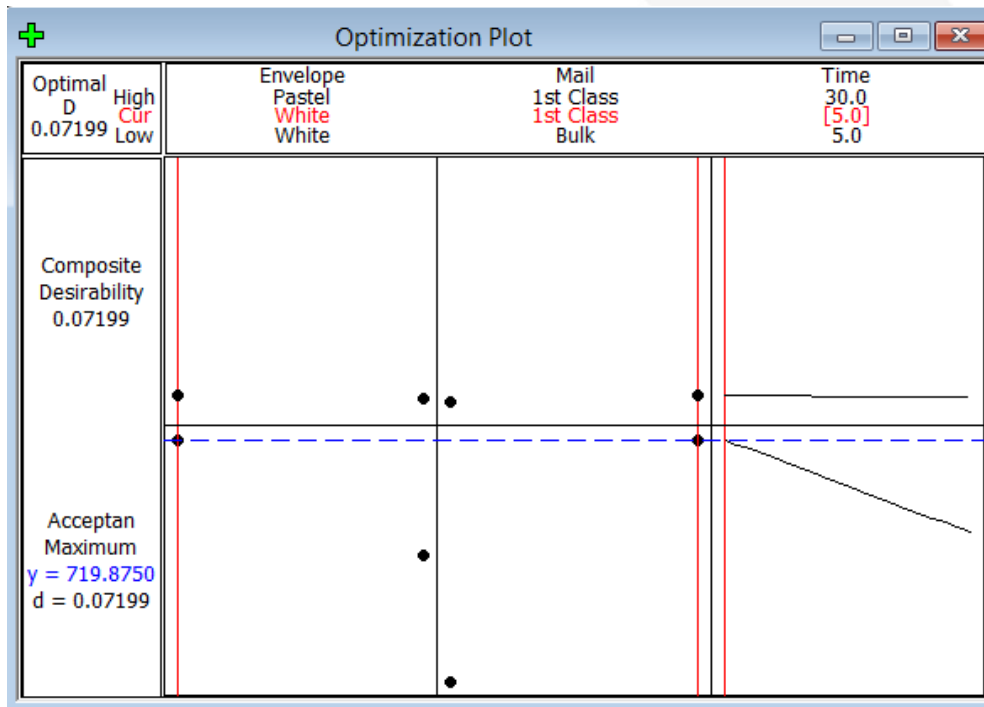 Optimization Plot
Optimal
D
0.07199
High
Cur
Low
Envelope
Pastel
White
White
Mail
1st Class
1st Class
Bulk
Time
30.0
[5.0]
5.0
Composite
Desirability
0.07199
Acceptan
Maximum
y = 719.8750
d = 0.07199